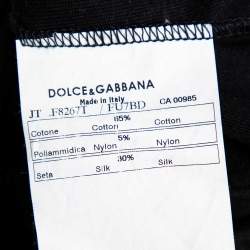 DOLCE&GABBANA
Made in Italy
JT F8267T / FU7BD CA 00985
65%
Cotone Cotton Cotton
5%
Poliammidica Nylon Nylon
30%
Seta Silk Silk